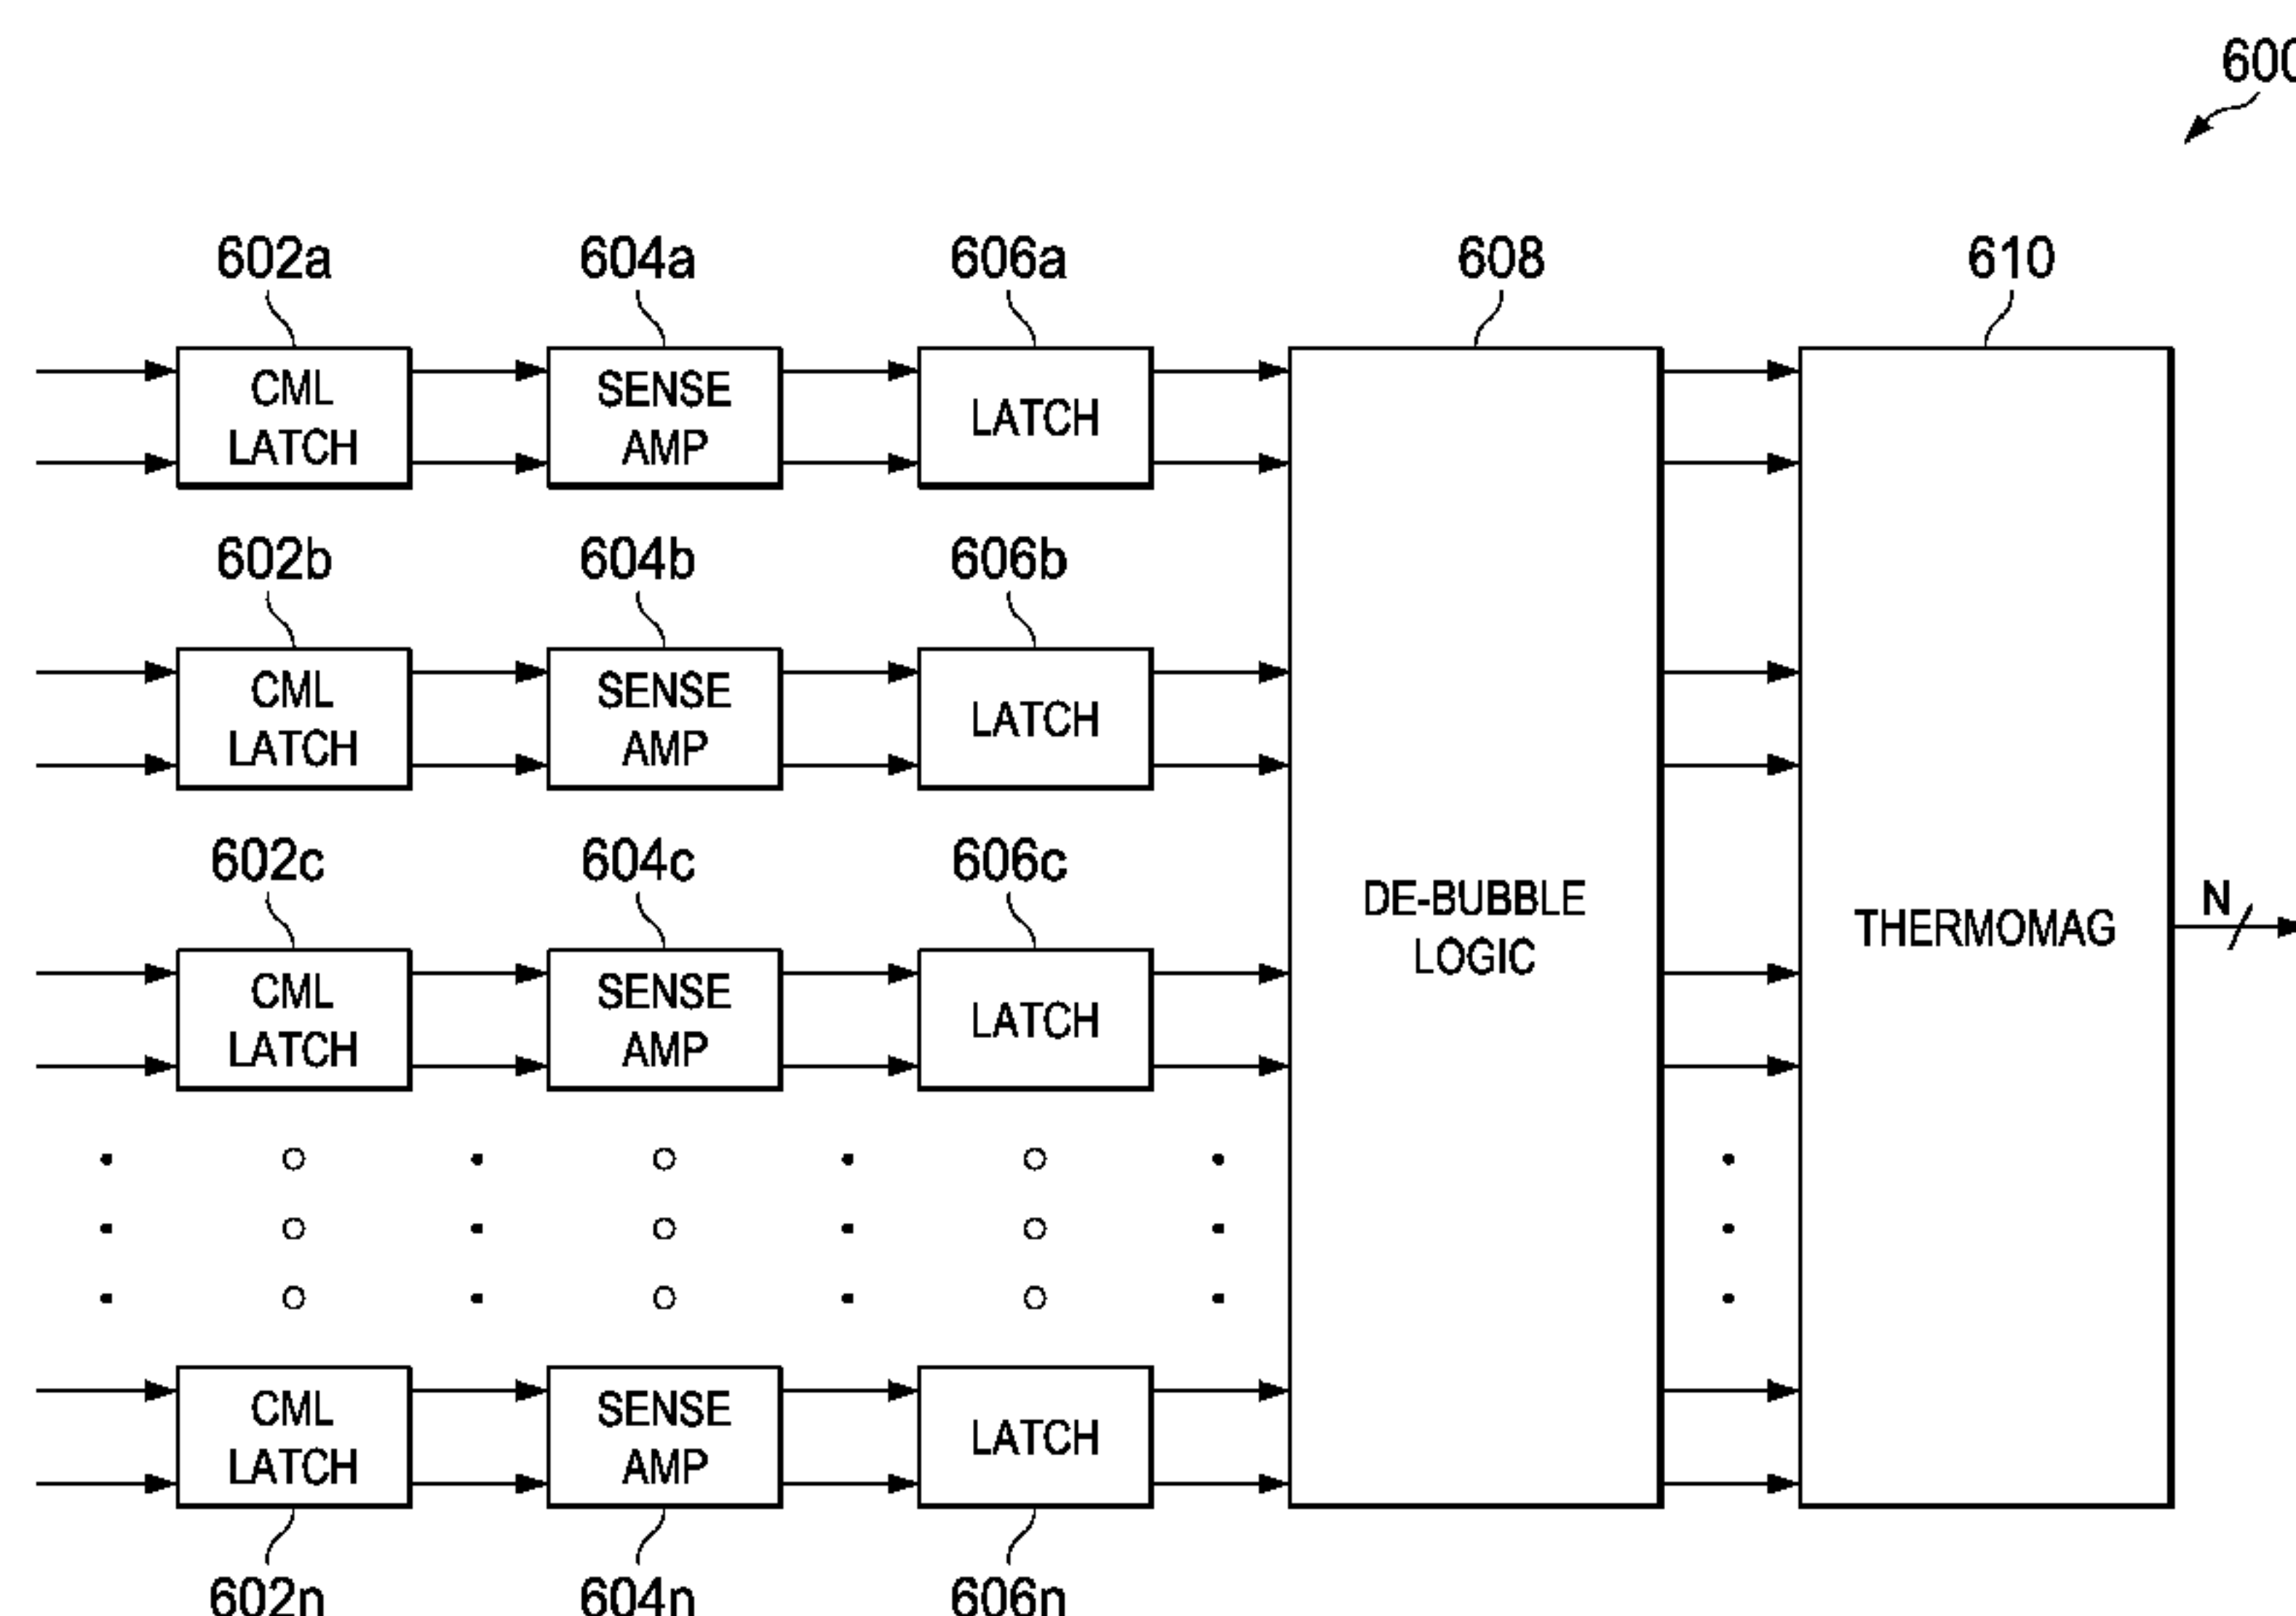 600
602a 604a 606a 608 610
CML
LATCH
SENSE
AMP
LATCH
602b 604b 606b
CML
LATCH
SENSE
AMP
LATCH
602c 604c 606c
CML
LATCH
SENSE
AMP
LATCH
DE-BUBBLE
LOGIC
THERMOMAG
N
CML
LATCH
SENSE
AMP
LATCH
602n 604n 606n